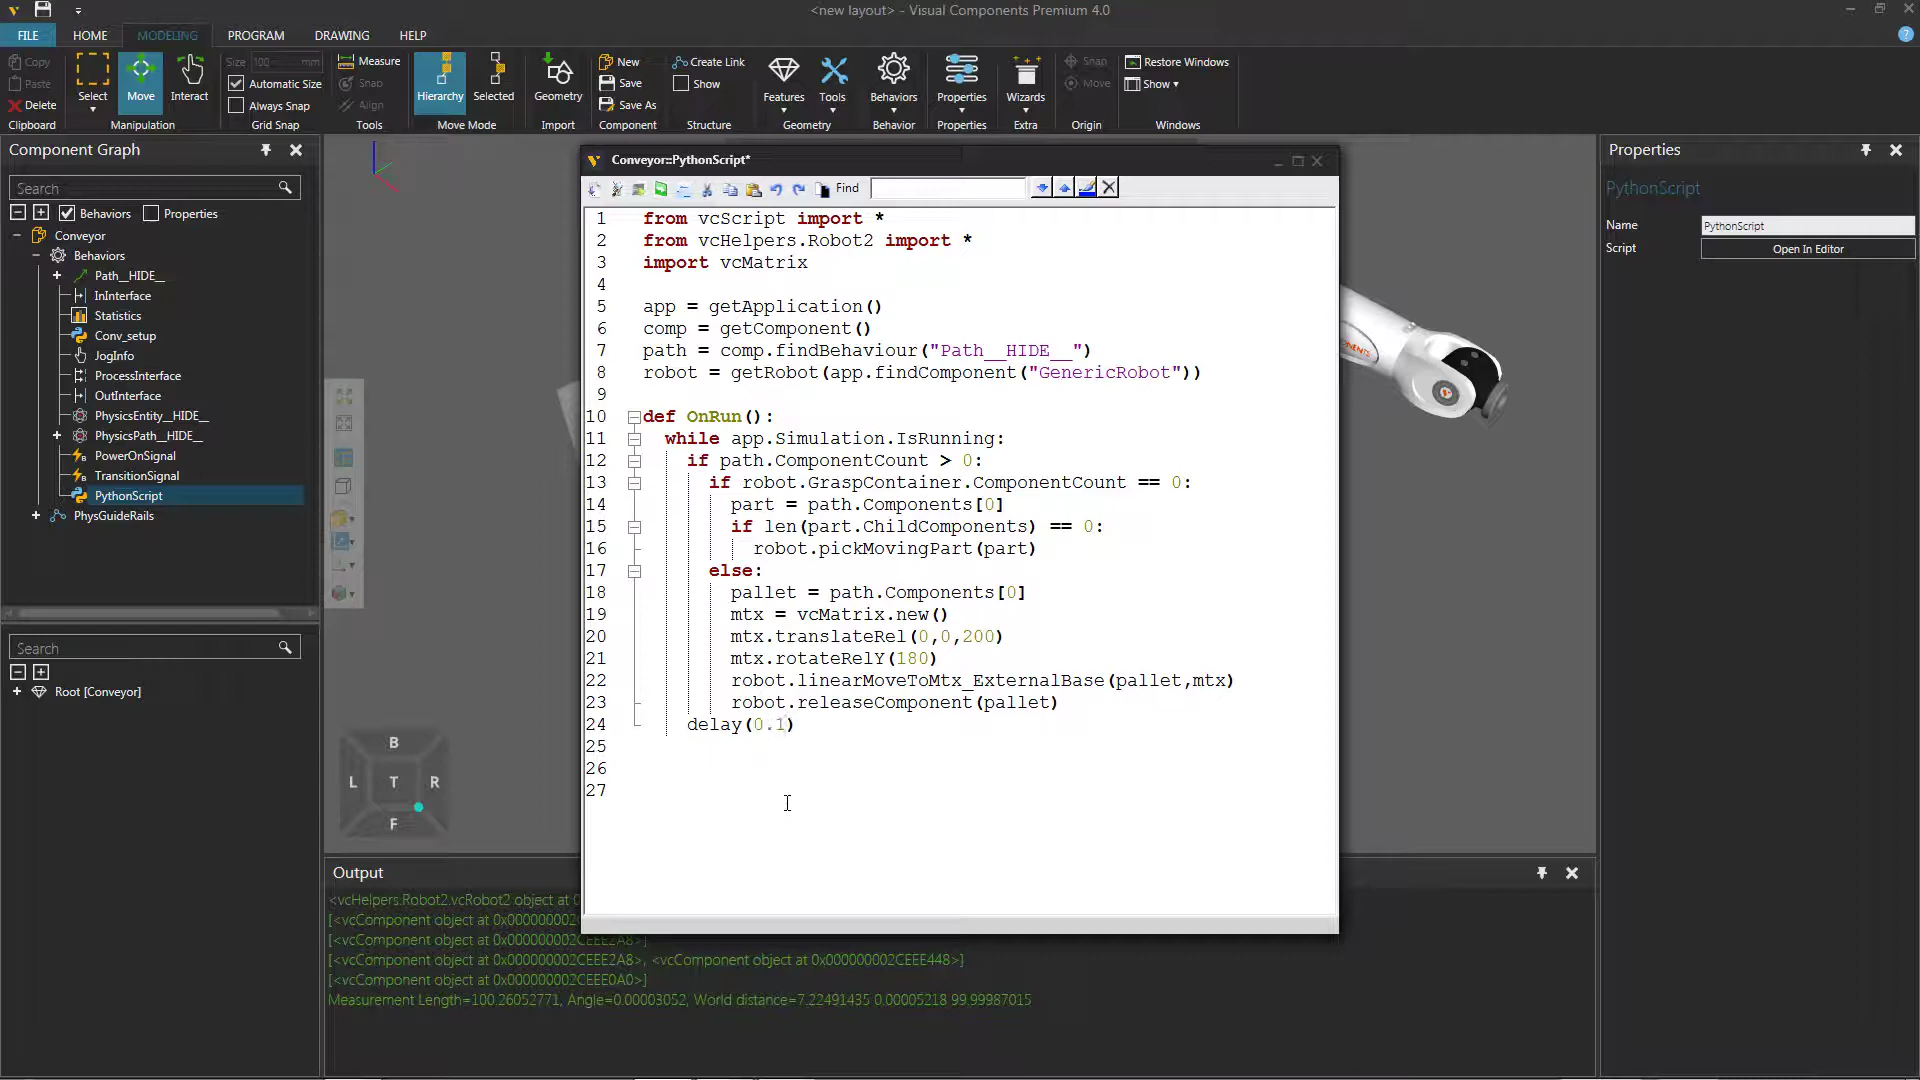 <new layout> - Visual Components Premium 4.0
FILE
HOME
MODELING
PROGRAM
DRAWING
HELP
Copy
Paste
Delete
Clipboard
Select
Move
Interact
Manipulation
Size 100 mm
Automatic Size
Always Snap
Grid Snap
Measure
Snap
Align
Tools
Hierarchy
Selected
Move Mode
Geometry
Import
New
Save
Save As
Component
Create Link
Show
Structure
Features
Tools
Geometry
Behaviors
Behavior
Properties
Properties
Wizards
Extra
Snap
Move
Origin
Restore Windows
Show
Windows
Component Graph
Search
Behaviors
Properties
Conveyor
Behaviors
Path__HIDE__
InInterface
Statistics
Conv_setup
JogInfo
ProcessInterface
OutInterface
PhysicsEntity__HIDE__
PhysicsPath__HIDE__
PowerOnSignal
TransitionSignal
PythonScript
PhysGuideRails
Search
Root [Conveyor]
B
L T R
F
Conveyor::PythonScript*
Find
1 from vcScript import *
2 from vcHelpers.Robot2 import *
3 import vcMatrix
4
5 app = getApplication()
6 comp = getComponent()
7 path = comp.findBehaviour("Path__HIDE__")
8 robot = getRobot(app.findComponent("GenericRobot"))
9
10 def OnRun():
11 while app.Simulation.IsRunning:
12 if path.ComponentCount > 0:
13 if robot.GraspContainer.ComponentCount == 0:
14 part = path.Components[0]
15 if len(part.ChildComponents) == 0:
16 robot.pickMovingPart(part)
17 else:
18 pallet = path.Components[0]
19 mtx = vcMatrix.new()
20 mtx.translateRel(0,0,200)
21 mtx.rotateRelY(180)
22 robot.linearMoveToMtx_ExternalBase(pallet,mtx)
23 robot.releaseComponent(pallet)
24 delay(0.1)
25
26
27
Output
<vcHelpers.Robot2.vcRobot2 object at 0
[<vcComponent object at 0x000000002C
[<vcComponent object at 0x000000002CEEE2A8>]
[<vcComponent object at 0x000000002CEEE2A8>, <vcComponent object at 0x000000002CEEE448>]
[<vcComponent object at 0x000000002CEEE0A0>]
Measurement Length=100.26052771, Angle=0.00003052, World distance=7.22491435 0.00005218 99.99987015
Properties
PythonScript
Name PythonScript
Script Open In Editor